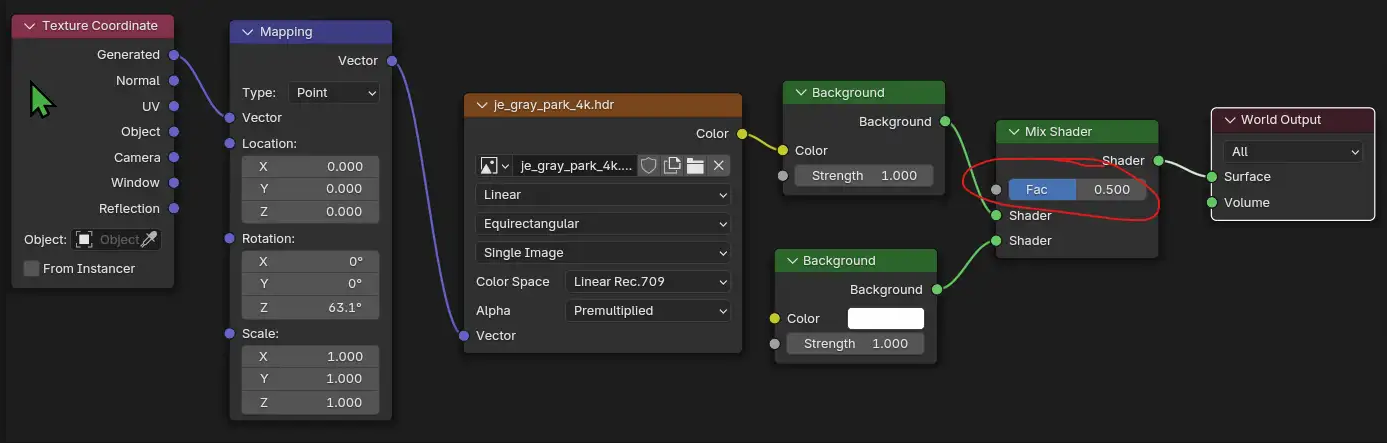 Texture Coordinate
Generated
Normal
UV
Object
Camera
Window
Reflection
Object: Object
From Instancer
Mapping
Vector
Type: Point
Vector
Location:
X 0.000
Y 0.000
Z 0.000
Rotation:
X 0°
Y 0°
Z 63.1°
Scale:
X 1.000
Y 1.000
Z 1.000
je_gray_park_4k.hdr
Color
je_gray_park_4k....
Linear
Equirectangular
Single Image
Color Space Linear Rec.709
Alpha Premultiplied
Vector
Background
Background
Color
Strength 1.000
Background
Background
Color
Strength 1.000
Mix Shader
Shader
Fac 0.500
Shader
Shader
World Output
All
Surface
Volume